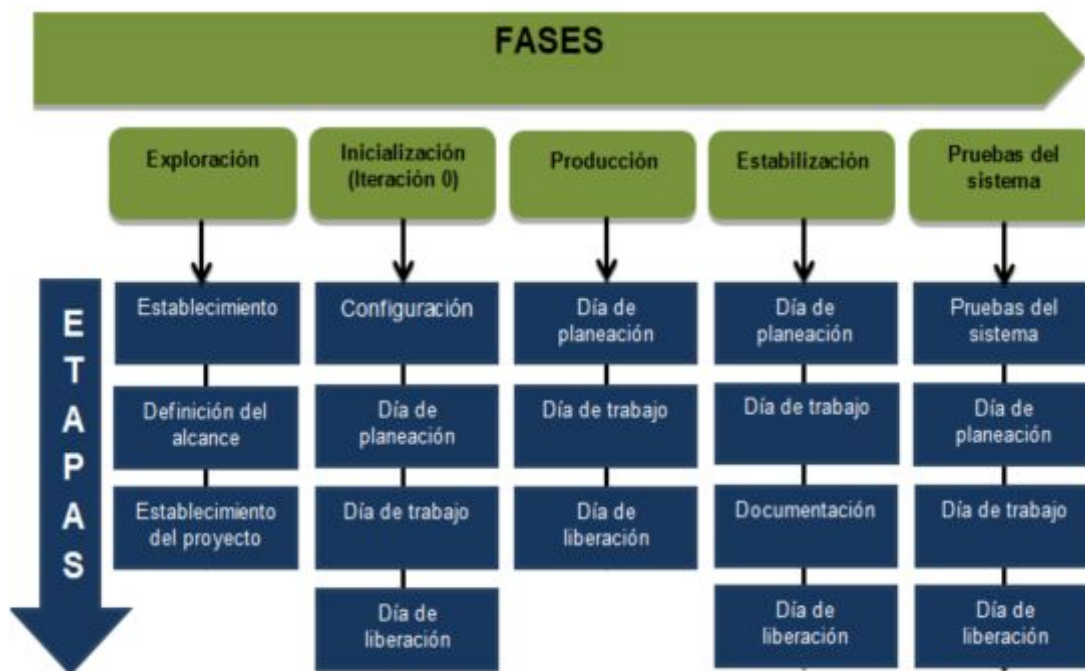 FASES
Exploración
Inicialización
(Iteración 0)
Producción
Estabilización
Pruebas del
sistema
ETAPAS
Establecimiento
Definición del
alcance
Establecimiento
del proyecto
Configuración
Día de
planeación
Día de trabajo
Día de
liberación
Día de
planeación
Día de trabajo
Día de
liberación
Día de
planeación
Día de trabajo
Documentación
Día de
liberación
Pruebas del
sistema
Día de
planeación
Día de trabajo
Día de
liberación